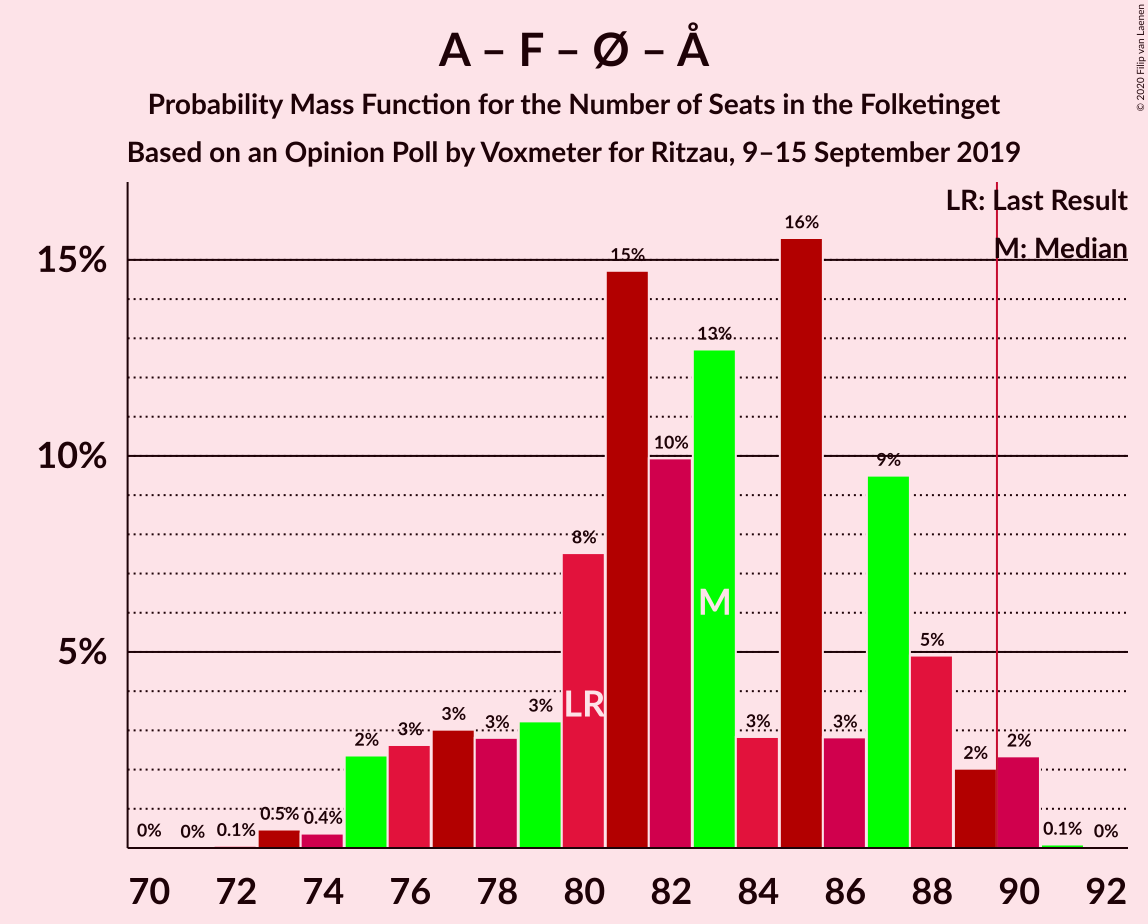 A – F – Ø – Å
Probability Mass Function for the Number of Seats in the Folketinget
Based on an Opinion Poll by Voxmeter for Ritzau, 9–15 September 2019
© 2020 Filip van Laenen
LR: Last Result
M: Median
15%
10%
5%
0%
0%
0.1%
0.5%
0.4%
2%
3%
3%
3%
3%
8%
15%
10%
13%
3%
16%
3%
9%
5%
2%
2%
0.1%
0%
LR
M
70 72 74 76 78 80 82 84 86 88 90 92